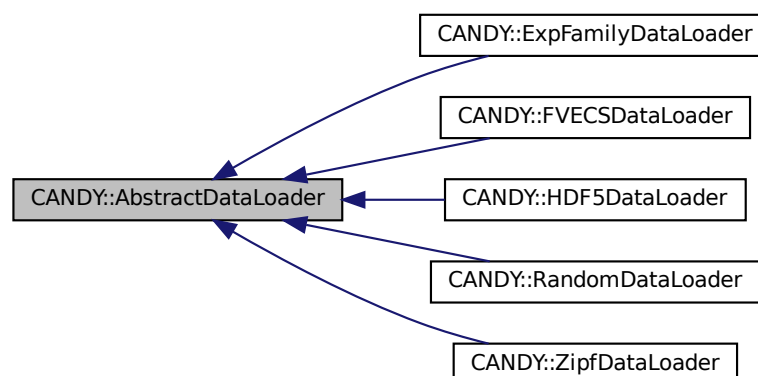 CANDY::ExpFamilyDataLoader
CANDY::FVECSDataLoader
CANDY::AbstractDataLoader
CANDY::HDF5DataLoader
CANDY::RandomDataLoader
CANDY::ZipfDataLoader